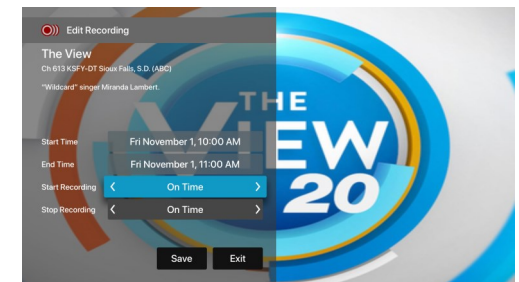 Edit Recording
The View
Ch 613 KSFY-DT Sioux Falls, S.D. (ABC)
"Wildcard" singer Miranda Lambert.
Start Time Fri November 1, 10:00 AM
End Time Fri November 1, 11:00 AM
Start Recording < On Time >
Stop Recording < On Time >
Save Exit
THE
VIEW
20